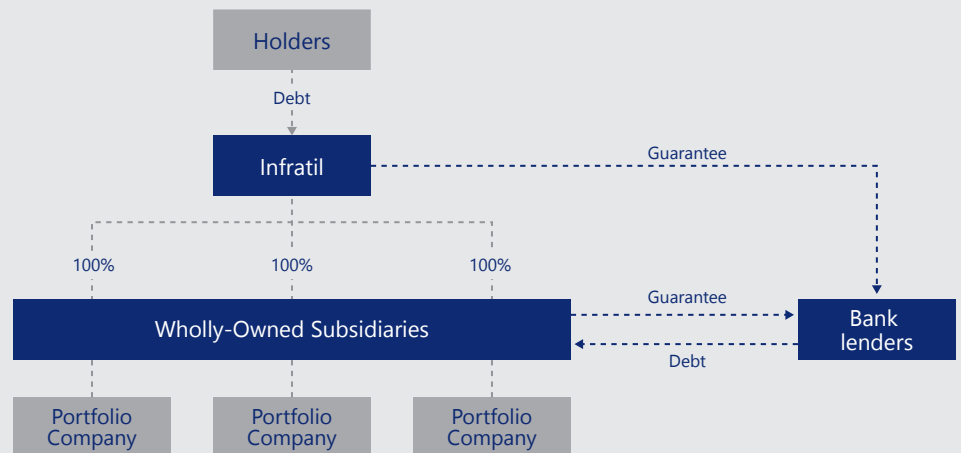 Holders
Debt
Infratil
Guarantee
100%
100%
100%
Wholly-Owned Subsidiaries
Guarantee
Debt
Bank
lenders
Portfolio
Company
Portfolio
Company
Portfolio
Company